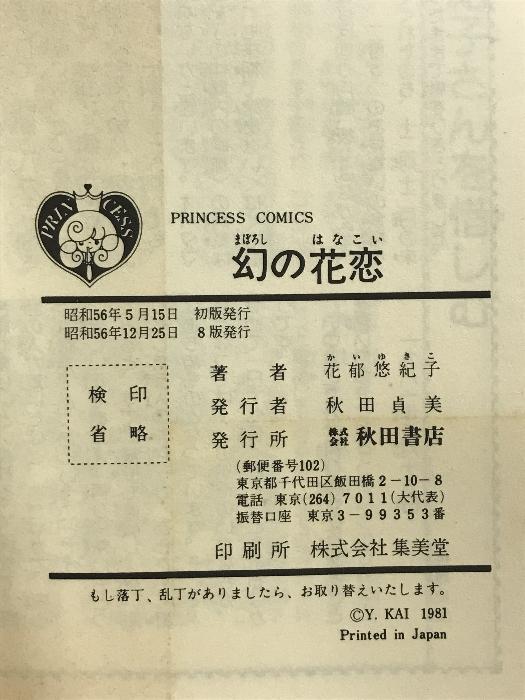 PRINCESS
PRINCESS COMICS
まぼろし はなこい
幻の花恋
昭和56年5月15日 初版発行
昭和56年12月25日 8版発行
検印
省略
かいゆきこ
著者 花郁悠紀子
発行者 秋田貞美
発行所 株式会社 秋田書店
(郵便番号102)
東京都千代田区飯田橋2-10-8
電話 東京(264)7011(大代表)
振替口座 東京3-99353番
印刷所 株式会社集美堂
もし落丁、乱丁がありましたら、お取り替えいたします。
©Y. KAI 1981
Printed in Japan